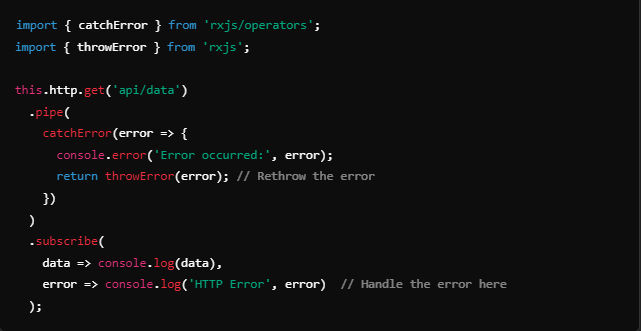 import { catchError } from 'rxjs/operators';
import { throwError } from 'rxjs';

this.http.get('api/data')
  .pipe(
    catchError(error => {
      console.error('Error occurred:', error);
      return throwError(error); // Rethrow the error
    })
  )
  .subscribe(
    data => console.log(data),
    error => console.log('HTTP Error', error)  // Handle the error here
  );